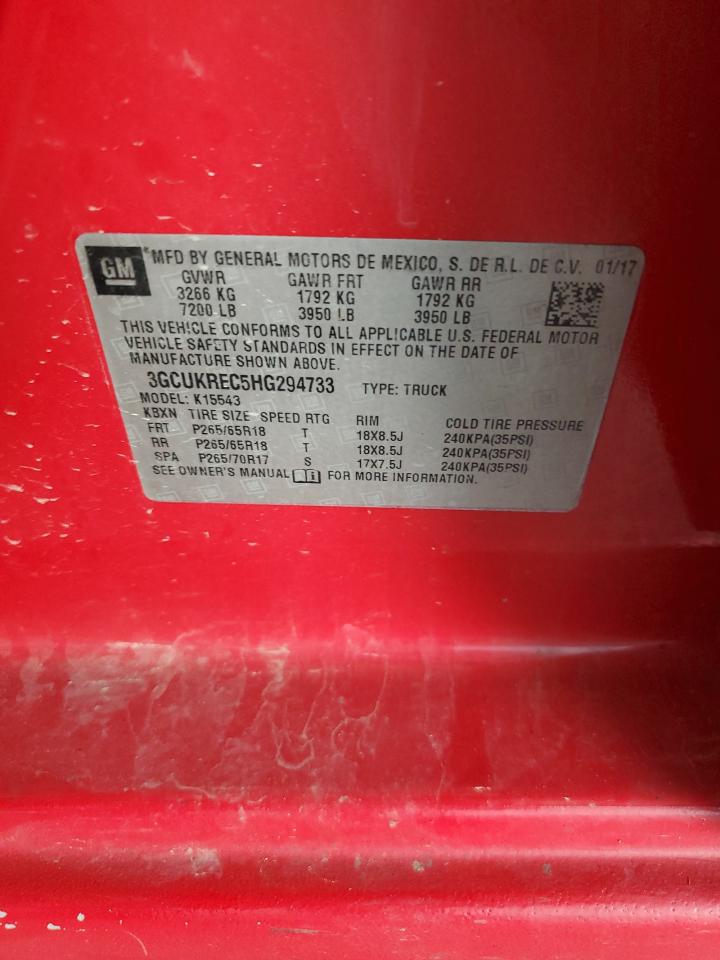 GM *MFD BY GENERAL MOTORS DE MEXICO, S. DE R.L. DE C.V. 01/17
GVWR GAWR FRT GAWR RR
3266 KG 1792 KG 1792 KG
7200 LB 3950 LB 3950 LB
THIS VEHICLE CONFORMS TO ALL APPLICABLE U.S. FEDERAL MOTOR
VEHICLE SAFETY STANDARDS IN EFFECT ON THE DATE OF
MANUFACTURE SHOWN ABOVE.
3GCUKREC5HG294733 TYPE: TRUCK
MODEL: K15543
KBXN TIRE SIZE SPEED RTG RIM COLD TIRE PRESSURE
FRT P265/65R18 T 18X8.5J 240KPA(35PSI)
RR P265/65R18 T 18X8.5J 240KPA(35PSI)
SPA P265/70R17 S 17X7.5J 240KPA(35PSI)
SEE OWNER'S MANUAL i FOR MORE INFORMATION.